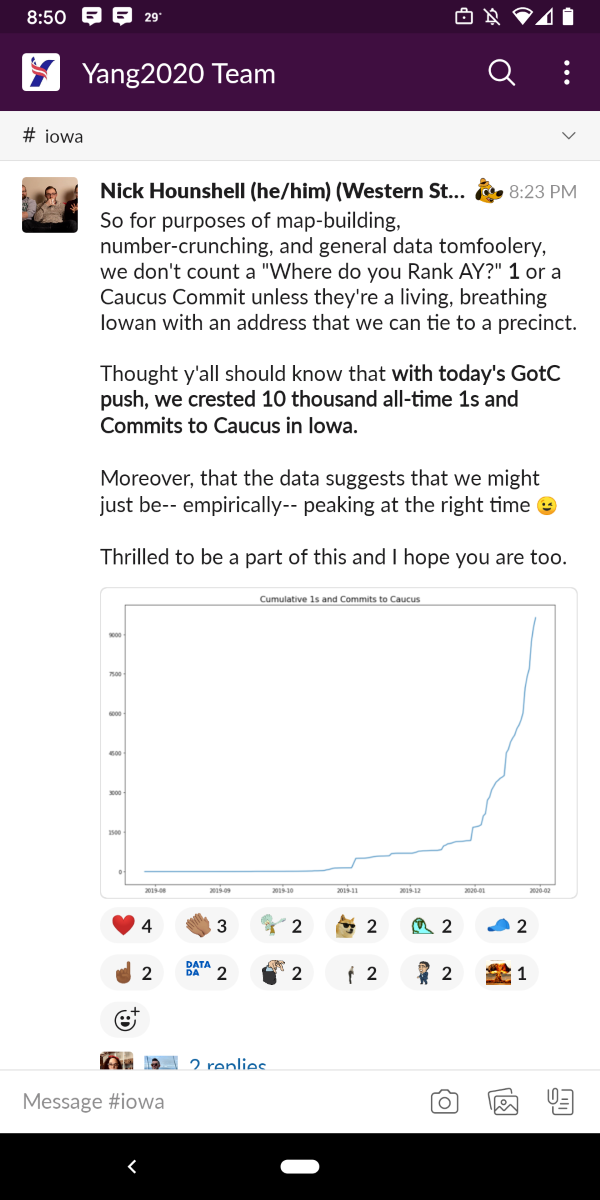 8:50 29°
Yang2020 Team
# iowa
Nick Hounshell (he/him) (Western St... 8:23 PM
So for purposes of map-building,
number-crunching, and general data tomfoolery,
we don't count a "Where do you Rank AY?" 1 or a
Caucus Commit unless they're a living, breathing
Iowan with an address that we can tie to a precinct.
Thought y'all should know that with today's GotC
push, we crested 10 thousand all-time 1s and
Commits to Caucus in Iowa.
Moreover, that the data suggests that we might
just be-- empirically-- peaking at the right time
Thrilled to be a part of this and I hope you are too.
Cumulative 1s and Commits to Caucus
9000
7500
6000
4500
3000
1500
0
2019-08 2019-09 2019-10 2019-11 2019-12 2020-01 2020-02
4 3 2 2 2 2
2 DATA DA 2 2 2 2 1
2 replies
Message #iowa